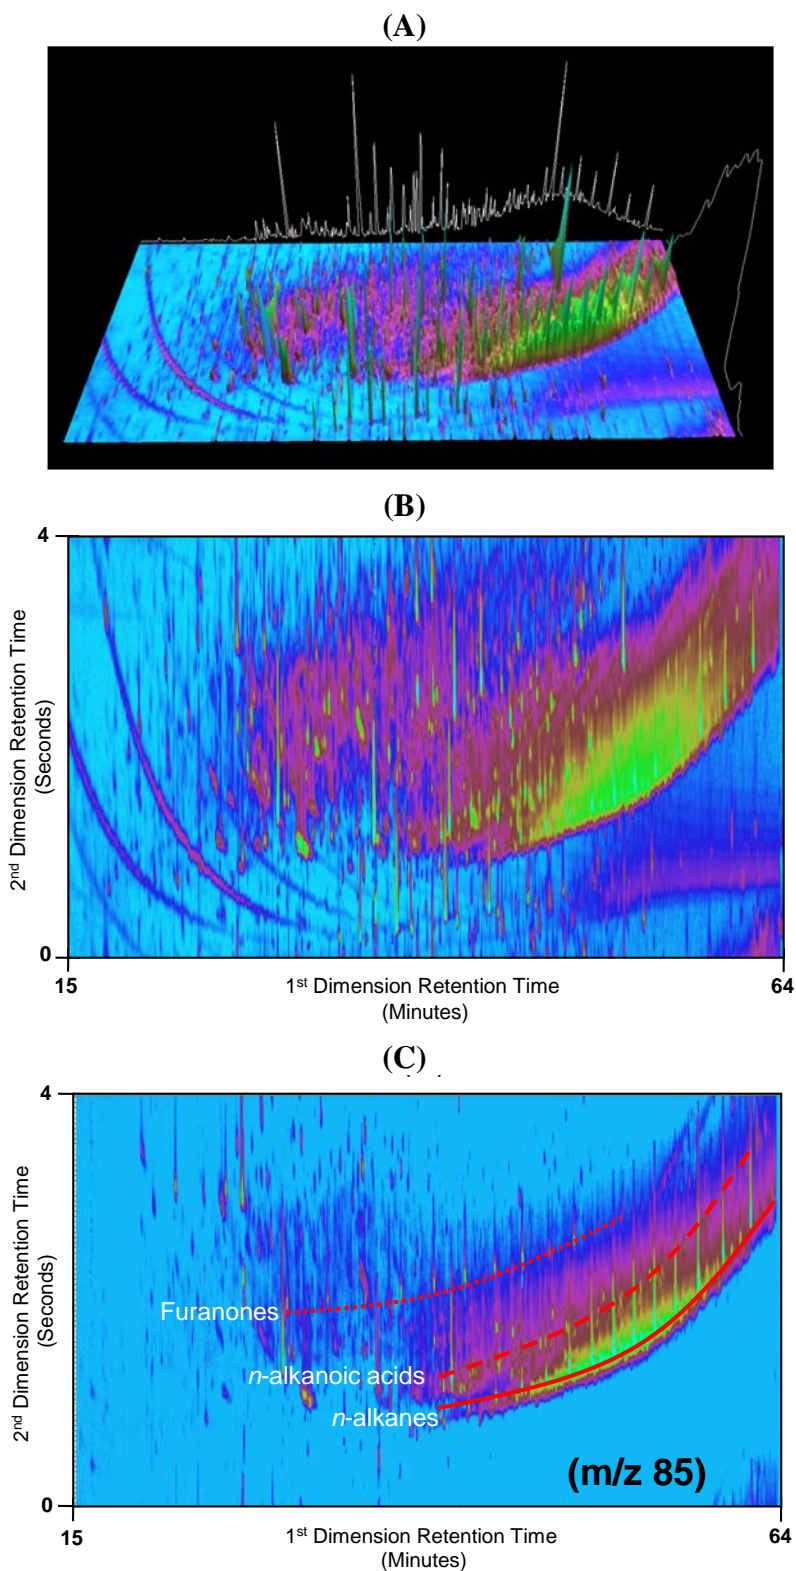 (A)
(B)
4
2nd Dimension Retention Time
(Seconds)
0
15
1st Dimension Retention Time
(Minutes)
64
(C)
4
2nd Dimension Retention Time
(Seconds)
Furanones
n-alkanoic acids
n-alkanes
(m/z 85)
0
15
1st Dimension Retention Time
(Minutes)
64